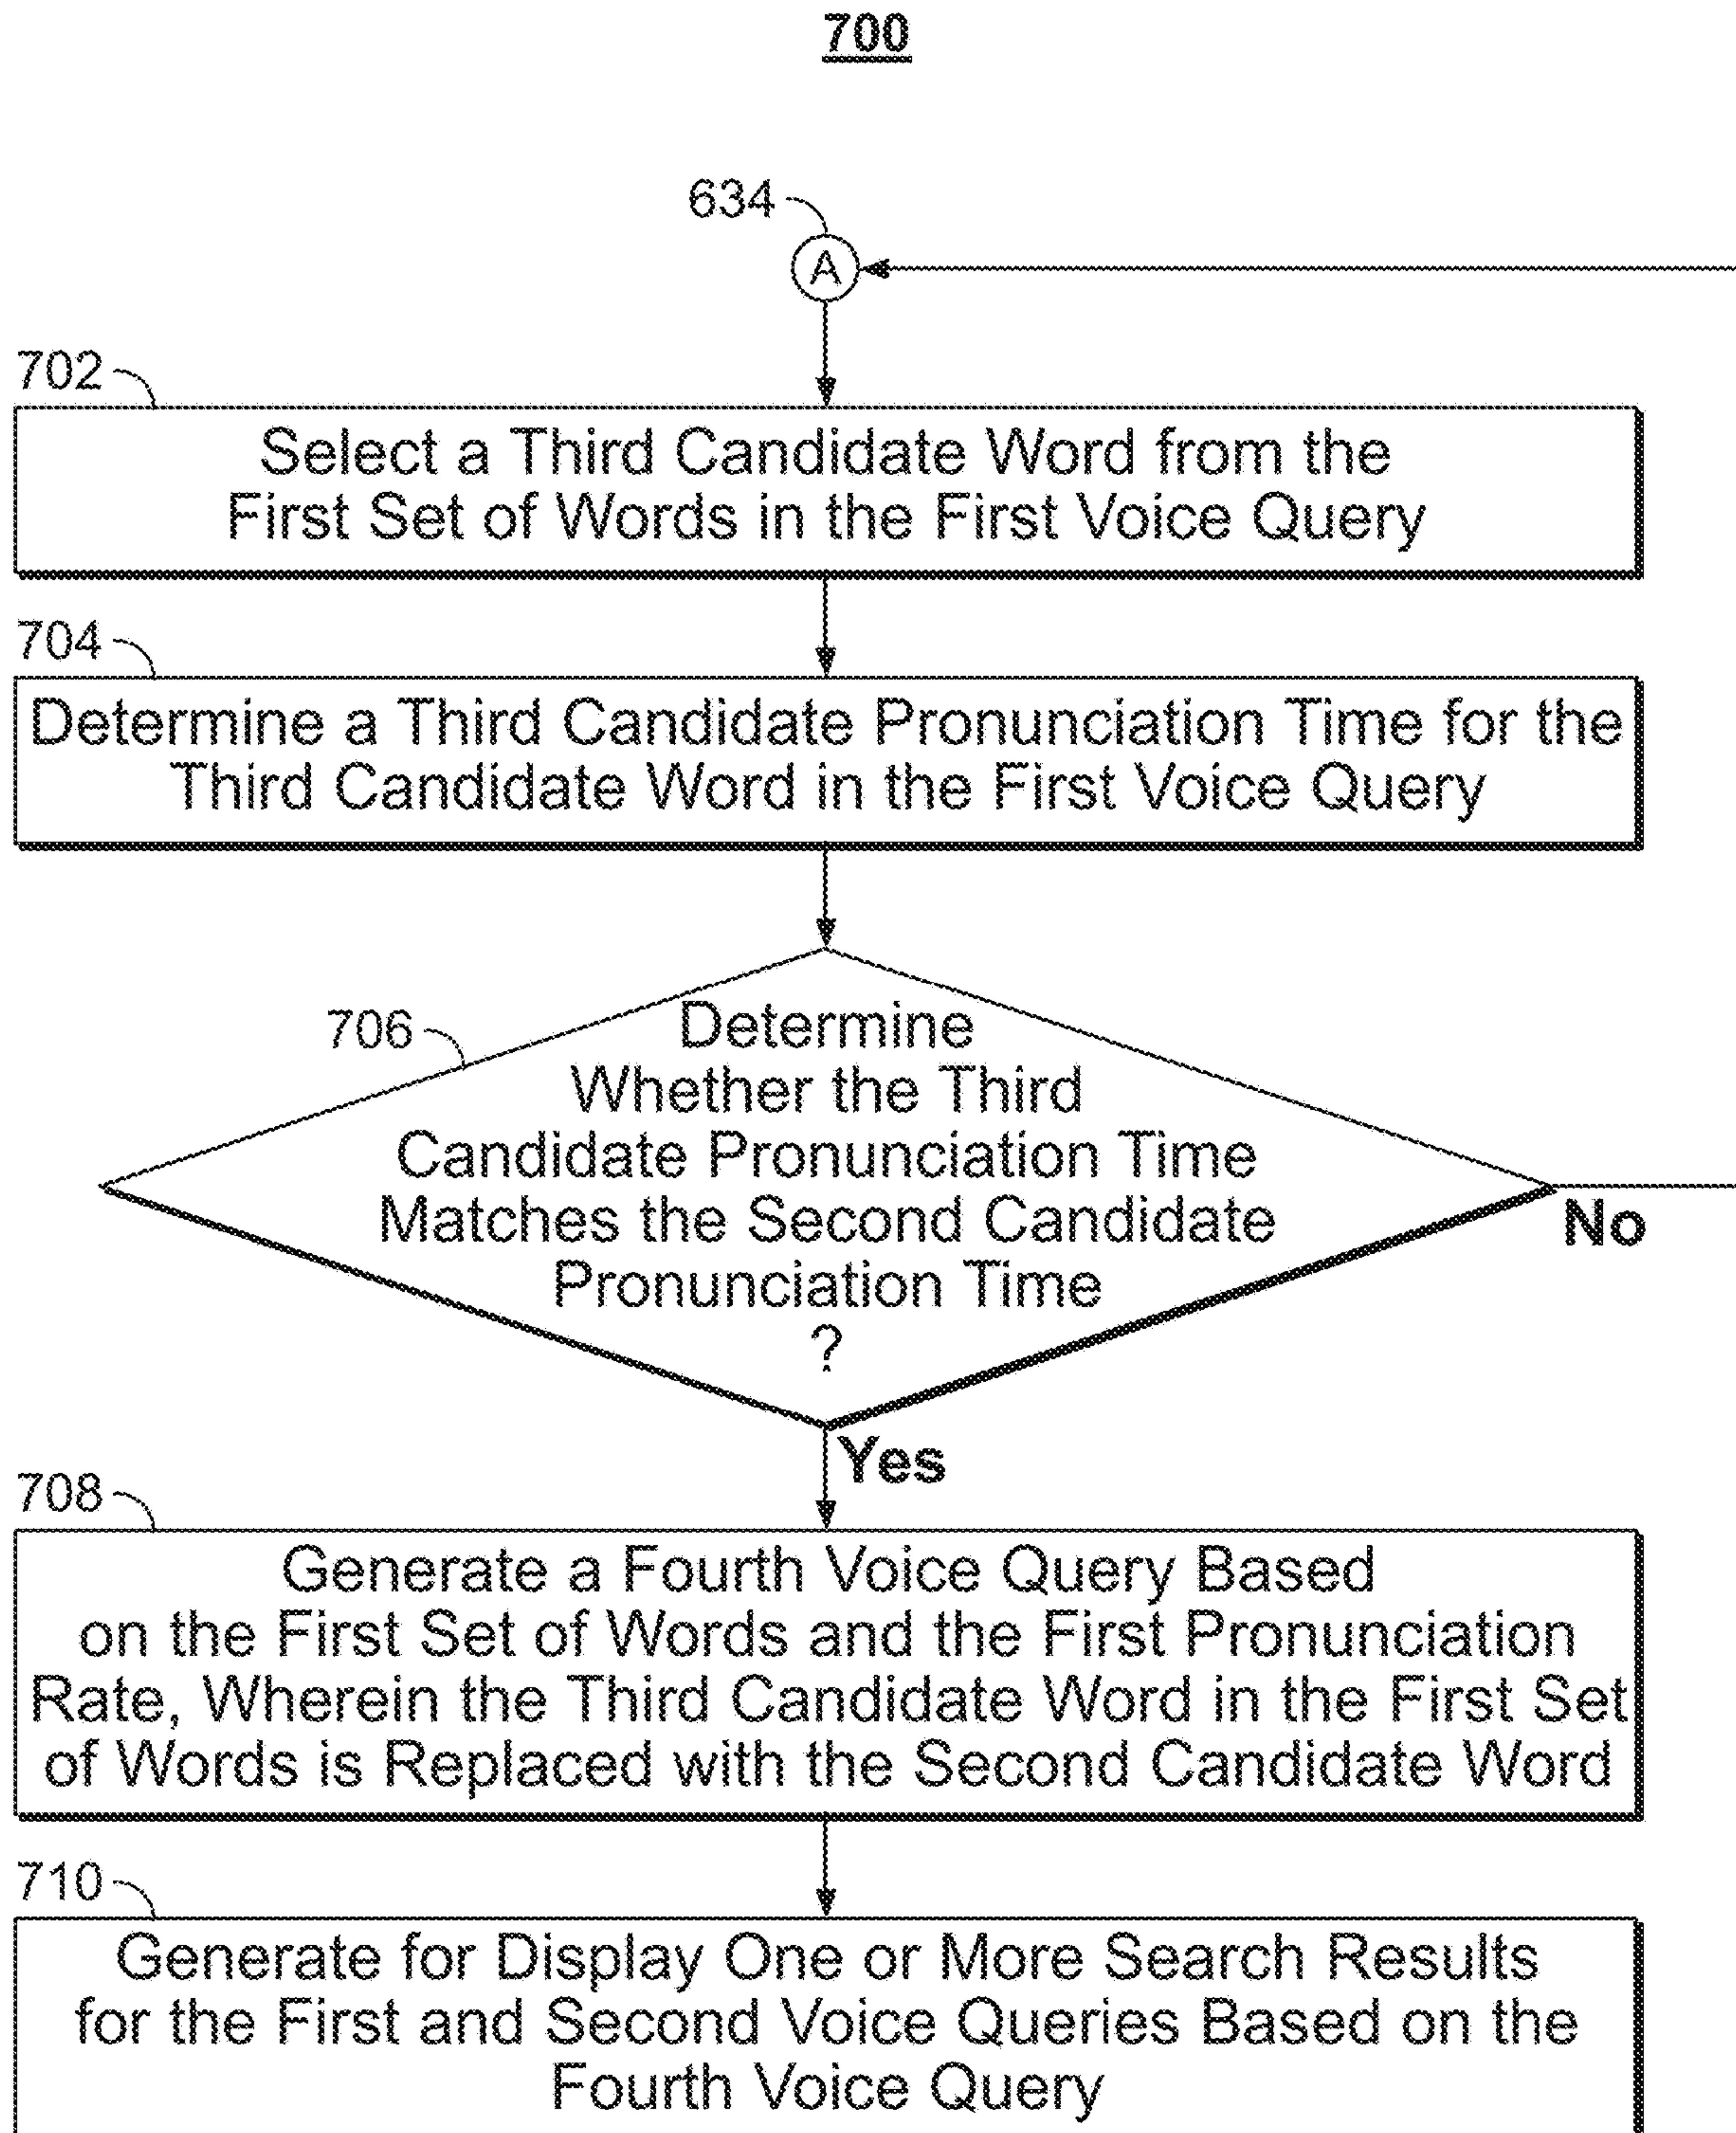 700
634
A
702
Select a Third Candidate Word from the
First Set of Words in the First Voice Query
704
Determine a Third Candidate Pronunciation Time for the
Third Candidate Word in the First Voice Query
706
Determine
Whether the Third
Candidate Pronunciation Time
Matches the Second Candidate
Pronunciation Time
?
No
Yes
708
Generate a Fourth Voice Query Based
on the First Set of Words and the First Pronunciation
Rate, Wherein the Third Candidate Word in the First Set
of Words is Replaced with the Second Candidate Word
710
Generate for Display One or More Search Results
for the First and Second Voice Queries Based on the
Fourth Voice Query